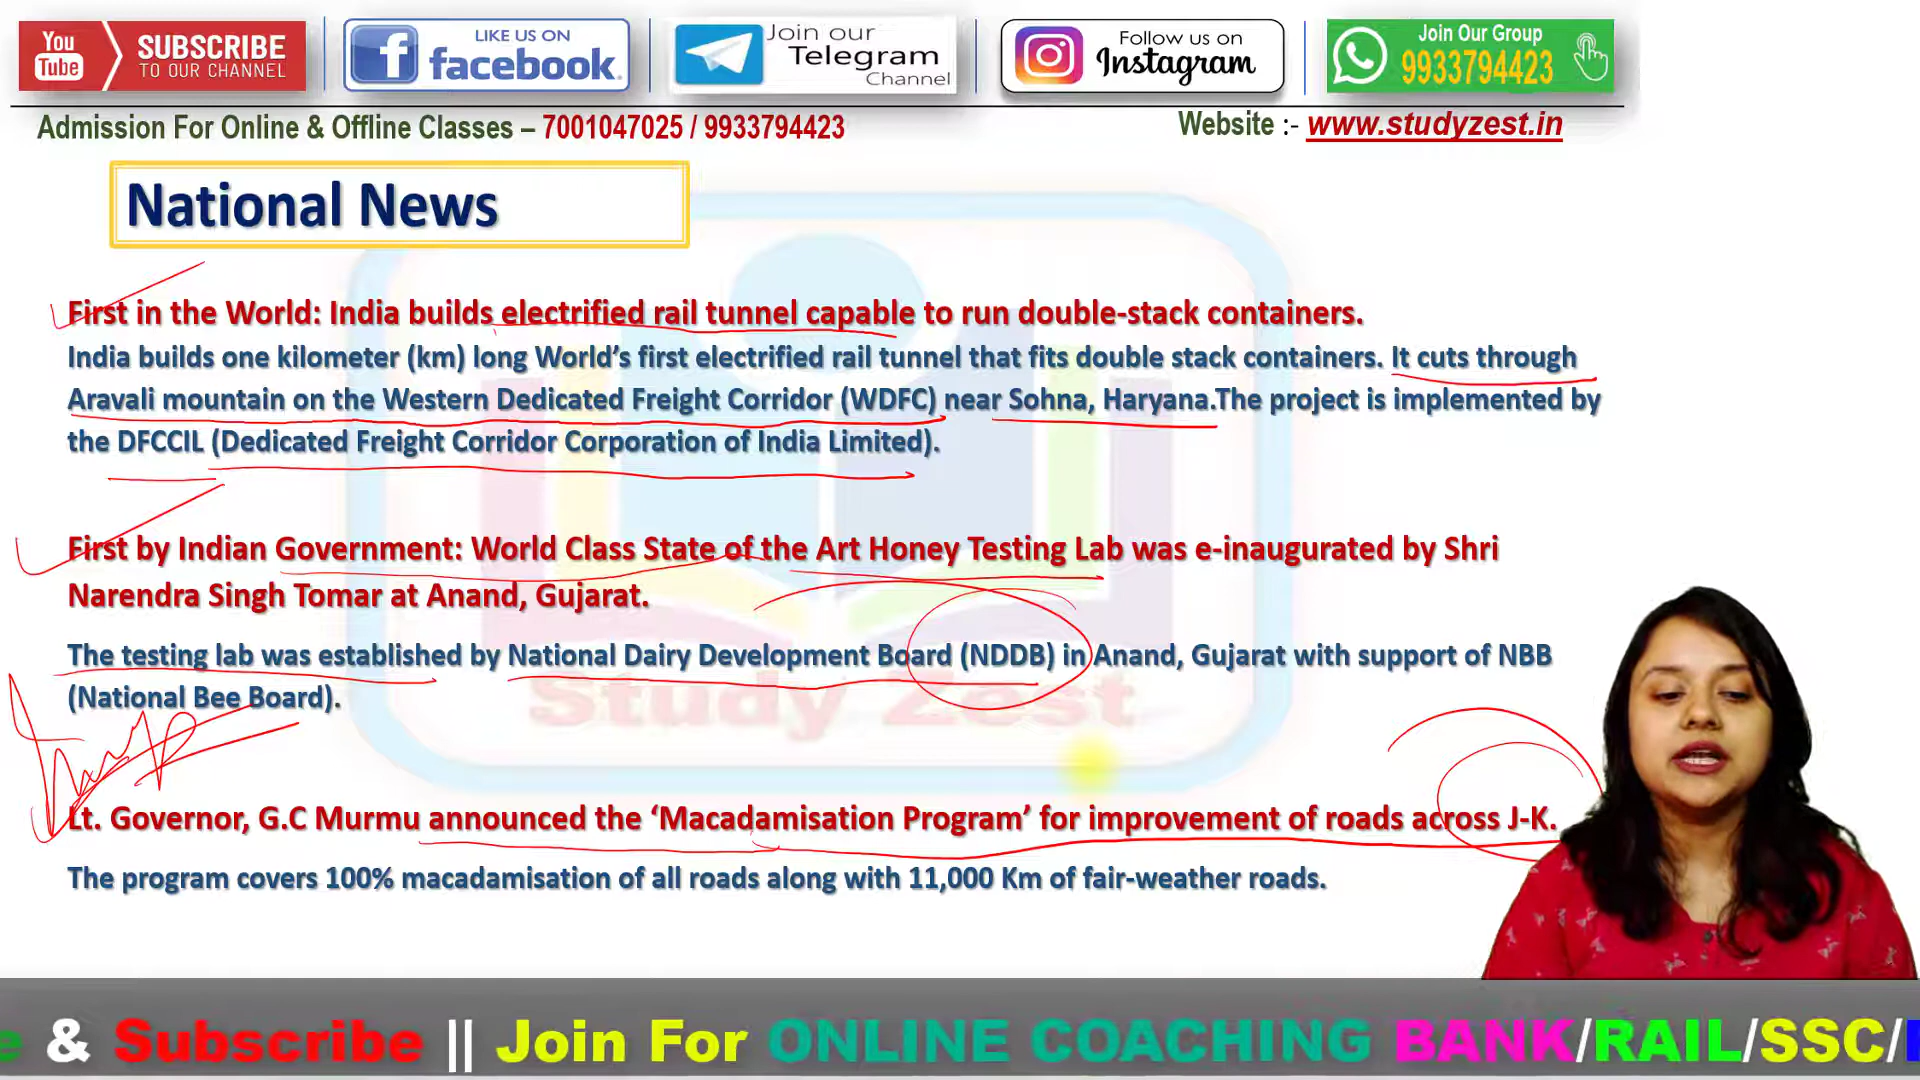 You Tube
SUBSCRIBE
TO OUR CHANNEL
LIKE US ON
facebook.
Join our
Telegram
Channel
Follow us on
Instagram
Join Our Group
9933794423
Admission For Online & Offline Classes – 7001047025 / 9933794423
Website :- www.studyzest.in
National News
First in the World: India builds electrified rail tunnel capable to run double-stack containers.
India builds one kilometer (km) long World's first electrified rail tunnel that fits double stack containers. It cuts through
Aravali mountain on the Western Dedicated Freight Corridor (WDFC) near Sohna, Haryana.The project is implemented by
the DFCCIL (Dedicated Freight Corridor Corporation of India Limited).
First by Indian Government: World Class State of the Art Honey Testing Lab was e-inaugurated by Shri
Narendra Singh Tomar at Anand, Gujarat.
The testing lab was established by National Dairy Development Board (NDDB) in Anand, Gujarat with support of NBB
(National Bee Board).
Study Zest
Lt. Governor, G.C Murmu announced the ‘Macadamisation Program’ for improvement of roads across J-K.
The program covers 100% macadamisation of all roads along with 11,000 Km of fair-weather roads.
& Subscribe || Join For ONLINE COACHING BANK/RAIL/SSC/